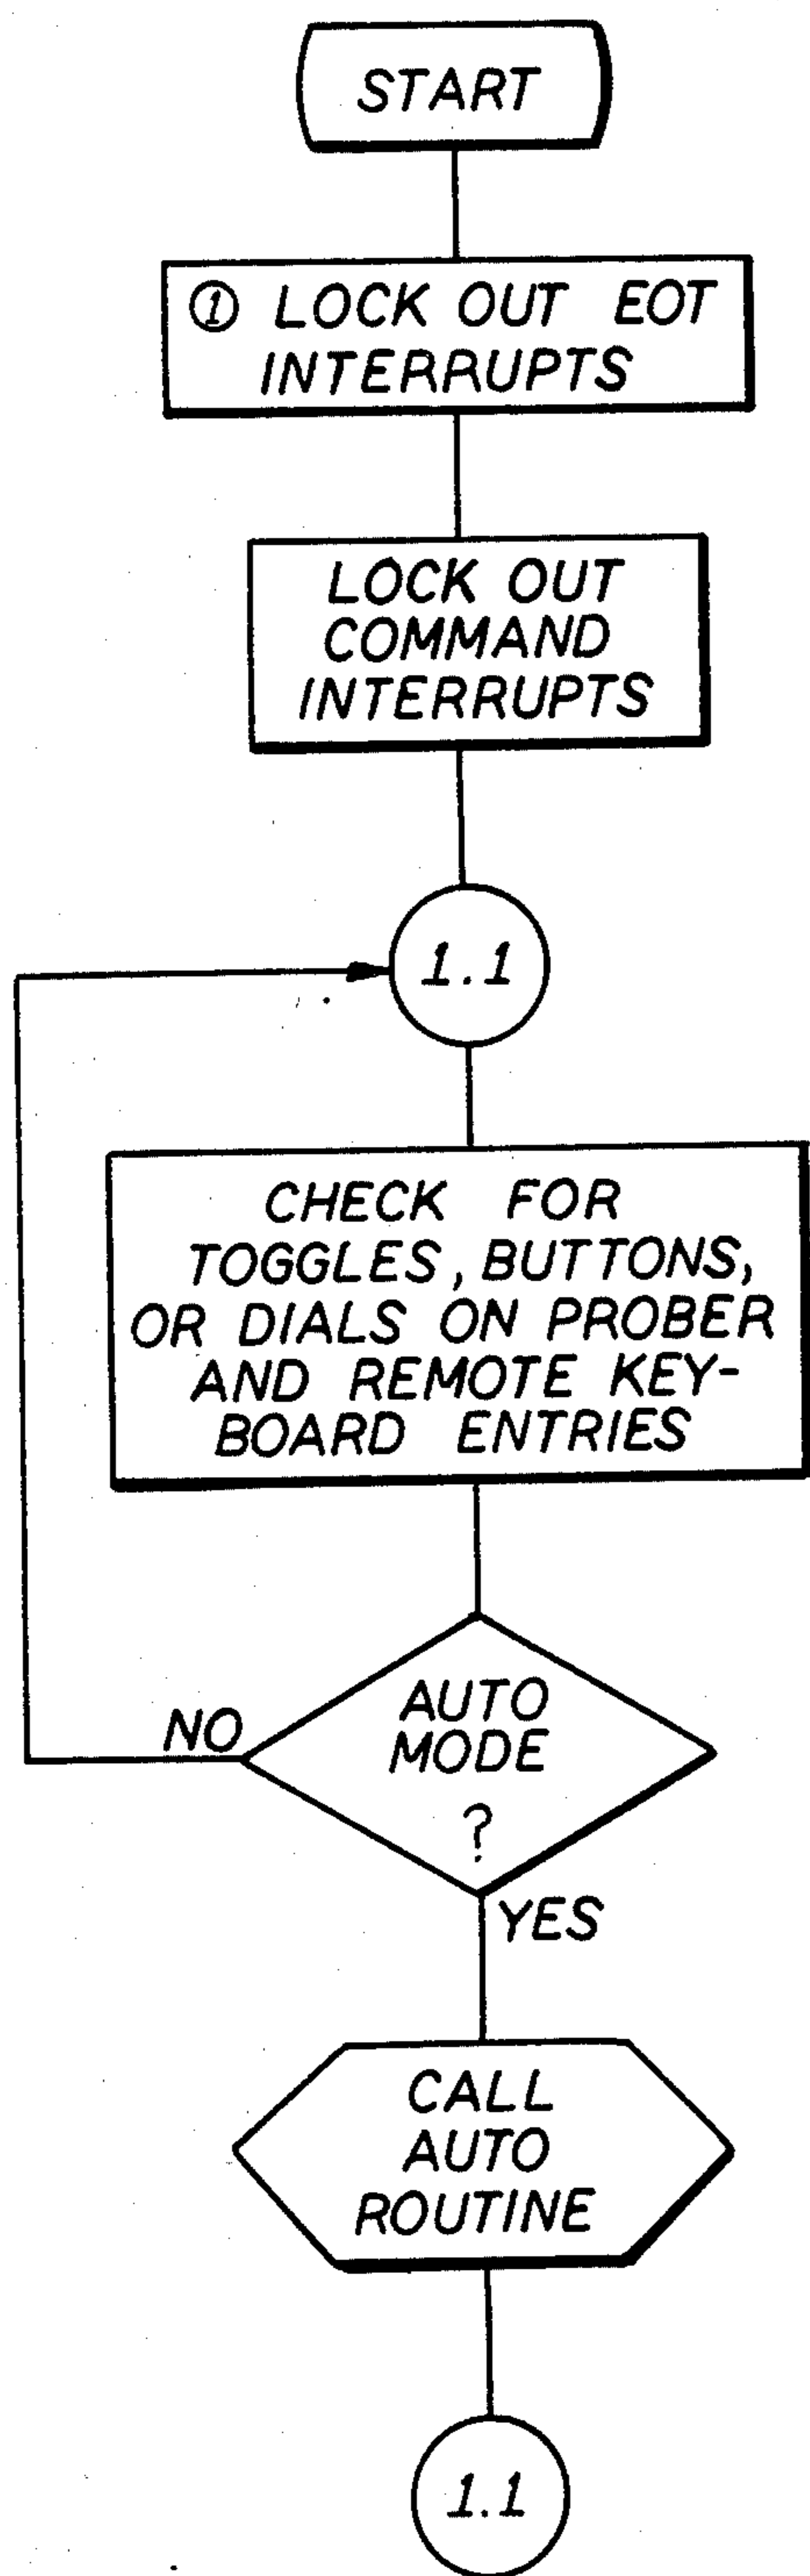 START
① LOCK OUT EOT
INTERRUPTS
LOCK OUT
COMMAND
INTERRUPTS
1.1
CHECK FOR
TOGGLES, BUTTONS,
OR DIALS ON PROBER
AND REMOTE KEY-
BOARD ENTRIES
AUTO
MODE
?
NO
YES
CALL
AUTO
ROUTINE
1.1